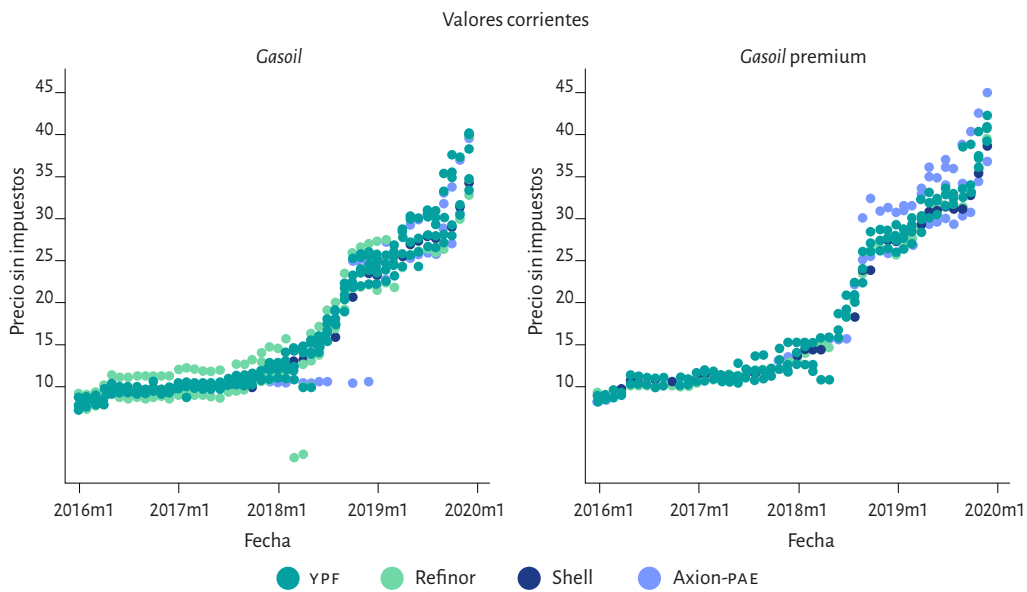 Valores corrientes
Gasoil
Precio sin impuestos
45
40
35
30
25
20
15
10
2016m1 2017m1 2018m1 2019m1 2020m1
Fecha
Gasoil premium
Precio sin impuestos
45
40
35
30
25
20
15
10
2016m1 2017m1 2018m1 2019m1 2020m1
Fecha
YPF Refinor Shell Axion-PAE